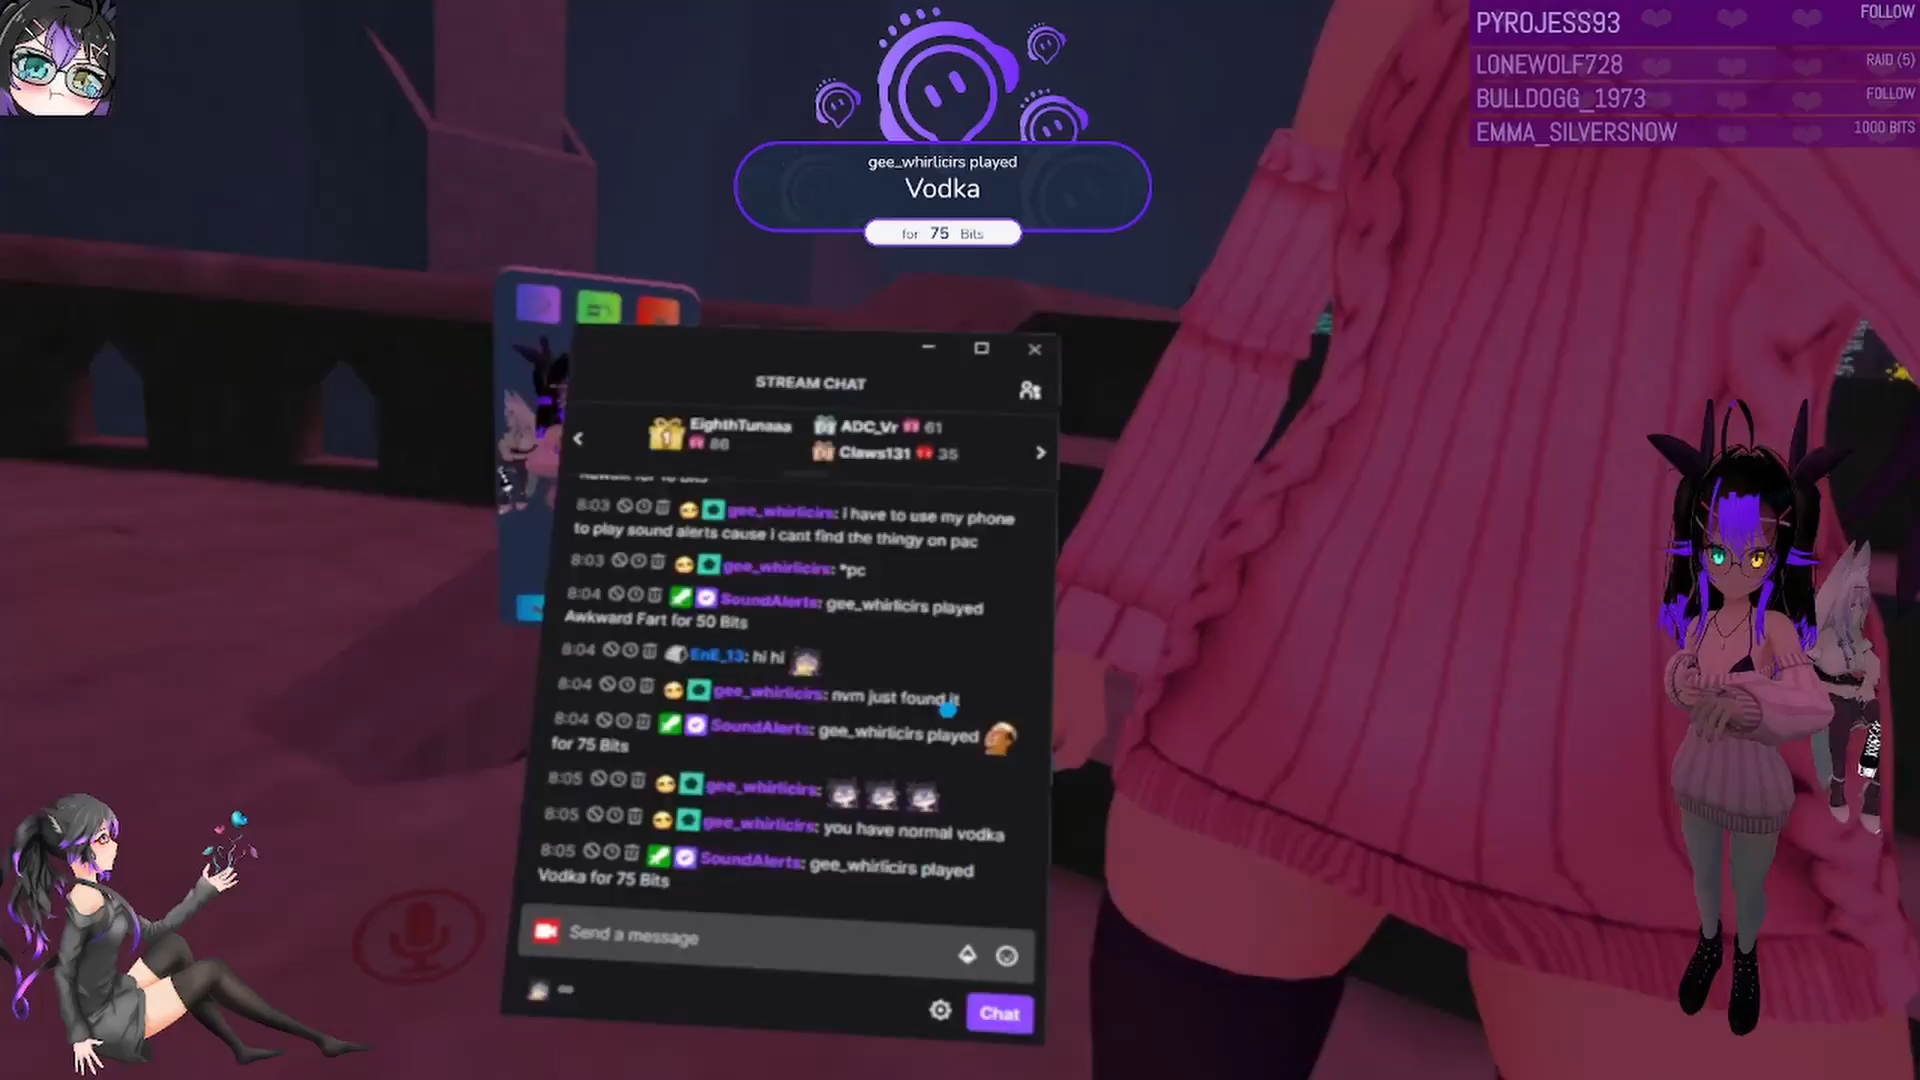 gee_whirlicirs played
Vodka
for 75 Bits
PYROJESS93 FOLLOW
LONEWOLF728 RAID (5)
BULLDOGG_1973 FOLLOW
EMMA_SILVERSNOW 1000 BITS
STREAM CHAT
EighthTunaaa
86
ADC_Vr 61
Claws131 35
8:03 gee_whirlicirs: I have to use my phone
to play sound alerts cause i cant find the thingy on pac
8:03 gee_whirlicirs: *pc
8:04 SoundAlerts: gee_whirlicirs played
Awkward Fart for 50 Bits
8:04 EnE_13: hi hi
8:04 gee_whirlicirs: nvm just found it
8:04 SoundAlerts: gee_whirlicirs played
for 75 Bits
8:05 gee_whirlicirs:
8:05 gee_whirlicirs: you have normal vodka
8:05 SoundAlerts: gee_whirlicirs played
Vodka for 75 Bits
Send a message
Chat